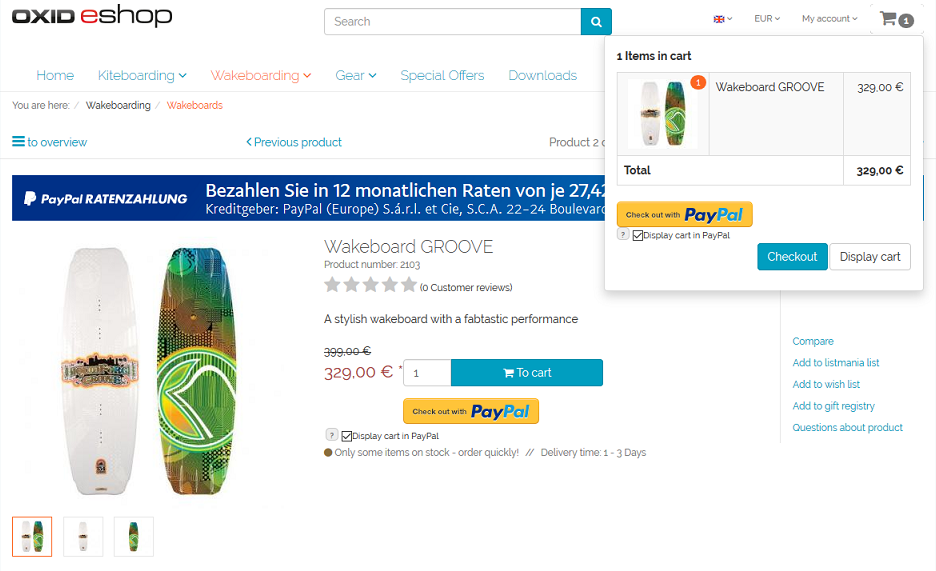 OXID eshop
Search
EUR
My account
1
Home
Kiteboarding
Wakeboarding
Gear
Special Offers
Downloads
You are here: / Wakeboarding / Wakeboards
to overview
Previous product
Product 2
1 Items in cart
1
Wakeboard GROOVE
329,00 €
Total
329,00 €
Check out with PayPal
? Display cart in PayPal
Checkout
Display cart
PayPal RATENZAHLUNG
Bezahlen Sie in 12 monatlichen Raten von je 27,42
Kreditgeber: PayPal (Europe) S.á.r.l. et Cie, S.C.A. 22–24 Boulevard
Wakeboard GROOVE
Product number: 2103
(0 Customer reviews)
A stylish wakeboard with a fabtastic performance
399,00 €
329,00 € *
1
To cart
Check out with PayPal
? Display cart in PayPal
Only some items on stock - order quickly! // Delivery time: 1 - 3 Days
Compare
Add to listmania list
Add to wish list
Add to gift registry
Questions about product